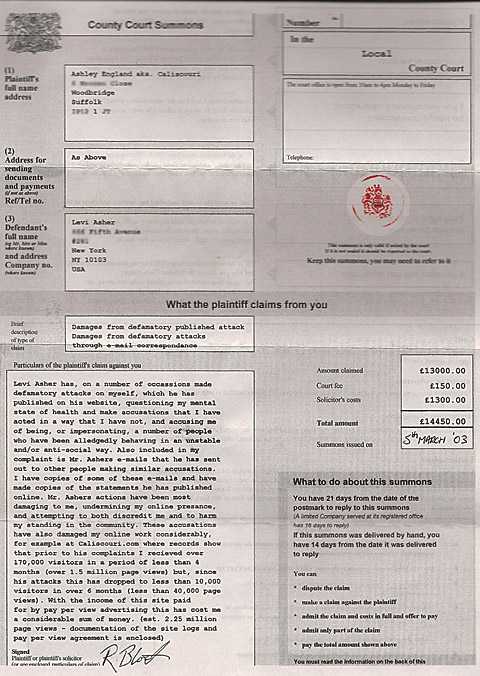 County Court Summons
Number
In the
Local
County Court
The court office is open from 10am to 4pm Monday to Friday
Telephone:
(1)
Plaintiff's
full name
address
Ashley England aka. Caliscouri
Woodbridge
Suffolk
(2)
Address for
sending
documents
and payments
(if not as above)
Ref/Tel no.
As Above
(3)
Defendant's
full name
(eg Mr, Mrs or Miss
where known)
and address
Company no.
(where known)
Levi Asher
666 Fifth Avenue
New York
NY 10103
USA
This summons is only valid if sealed by the court
If it is not sealed it should be reported to the court.
Keep this summons, you may need to refer to it
What the plaintiff claims from you
Brief
description
of type of
claim
Damages from defamatory published attack
Damages from defamatory attacks
through e-mail correspondance
Particulars of the plaintiff's claim against you
Levi Asher has, on a number of occassions made
defamatory attacks on myself, which he has
published on his website, questioning my mental
state of health and make accusations that I have
acted in a way that I have not, and accusing me
of being, or impersonating, a number of people
who have been alledgedly behaving in an unstable
and/or anti-social way. Also included in my
complaint is Mr. Ashers e-mails that he has sent
out to other people making similar accusations.
I have copies of some of these e-mails and have
made copies of the statements he has published
online. Mr. Ashers actions have been most
damaging to me, undermining my online presence,
and attempting to both discredit me and to harm
my standing in the community. These accusations
have also damaged my online work considerably,
for example at Caliscouri.com where records show
that prior to his complaints I recieved over
170,000 visitors in a period of less than 4
months (over 1.5 million page views) but, since
his attacks this has dropped to less than 10,000
visitors in over 6 months (less than 40,000 page
views). With the income of this site paid
for by pay per view advertising this has cost me
a considerable sum of money. (est. 2.25 million
page views - documentation of the site logs and
pay per view agreement is enclosed)
Signed
Plaintiff or plaintiff's solicitor
(or see enclosed particulars of claim)
Amount claimed £13000.00
Court fee £150.00
Solicitor's costs £1300.00
Total amount £14450.00
Summons issued on 5th MARCH '03
What to do about this summons
You have 21 days from the date of the
postmark to reply to this summons
(A limited Company served at its registered office
has 16 days to reply)
If this summons was delivered by hand, you
have 14 days from the date it was delivered
to reply
You can
* dispute the claim
* make a claim against the plaintiff
* admit the claim and costs in full and offer to pay
* admit only part of the claim
* pay the total amount shown above
You must read the information on the back of this